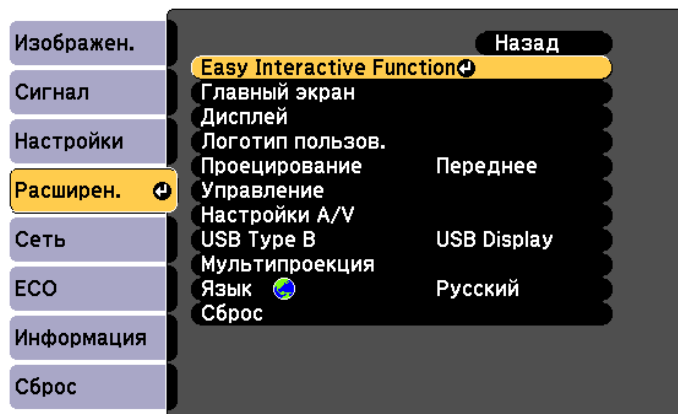 Изображен.
Сигнал
Настройки
Расширен.
Сеть
ECO
Информация
Сброс
Назад
Easy Interactive Function
Главный экран
Дисплей
Логотип пользов.
Проецирование Переднее
Управление
Настройки A/V
USB Type B USB Display
Мультипроекция
Язык Русский
Сброс